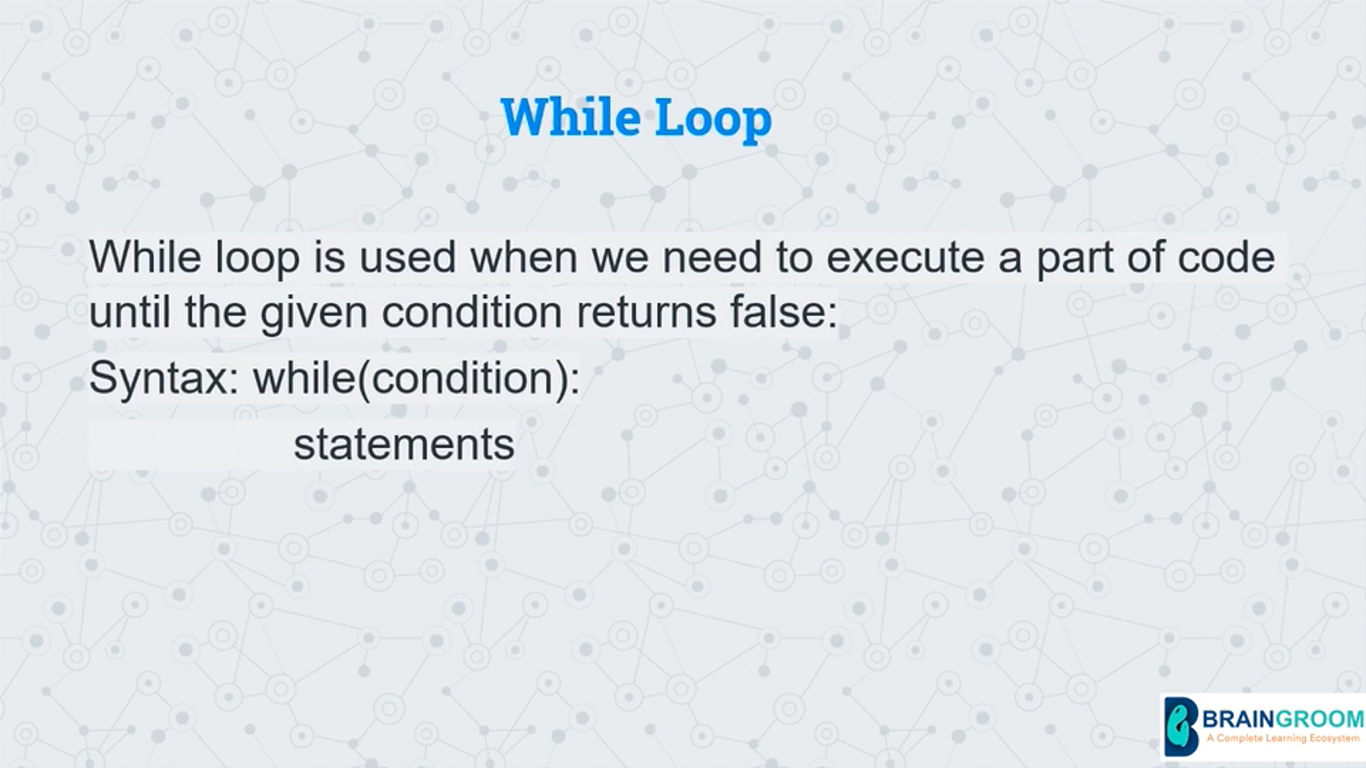 While Loop
While loop is used when we need to execute a part of code
until the given condition returns false:
Syntax: while(condition):
statements
BRAINGROOM
A Complete Learning Ecosystem